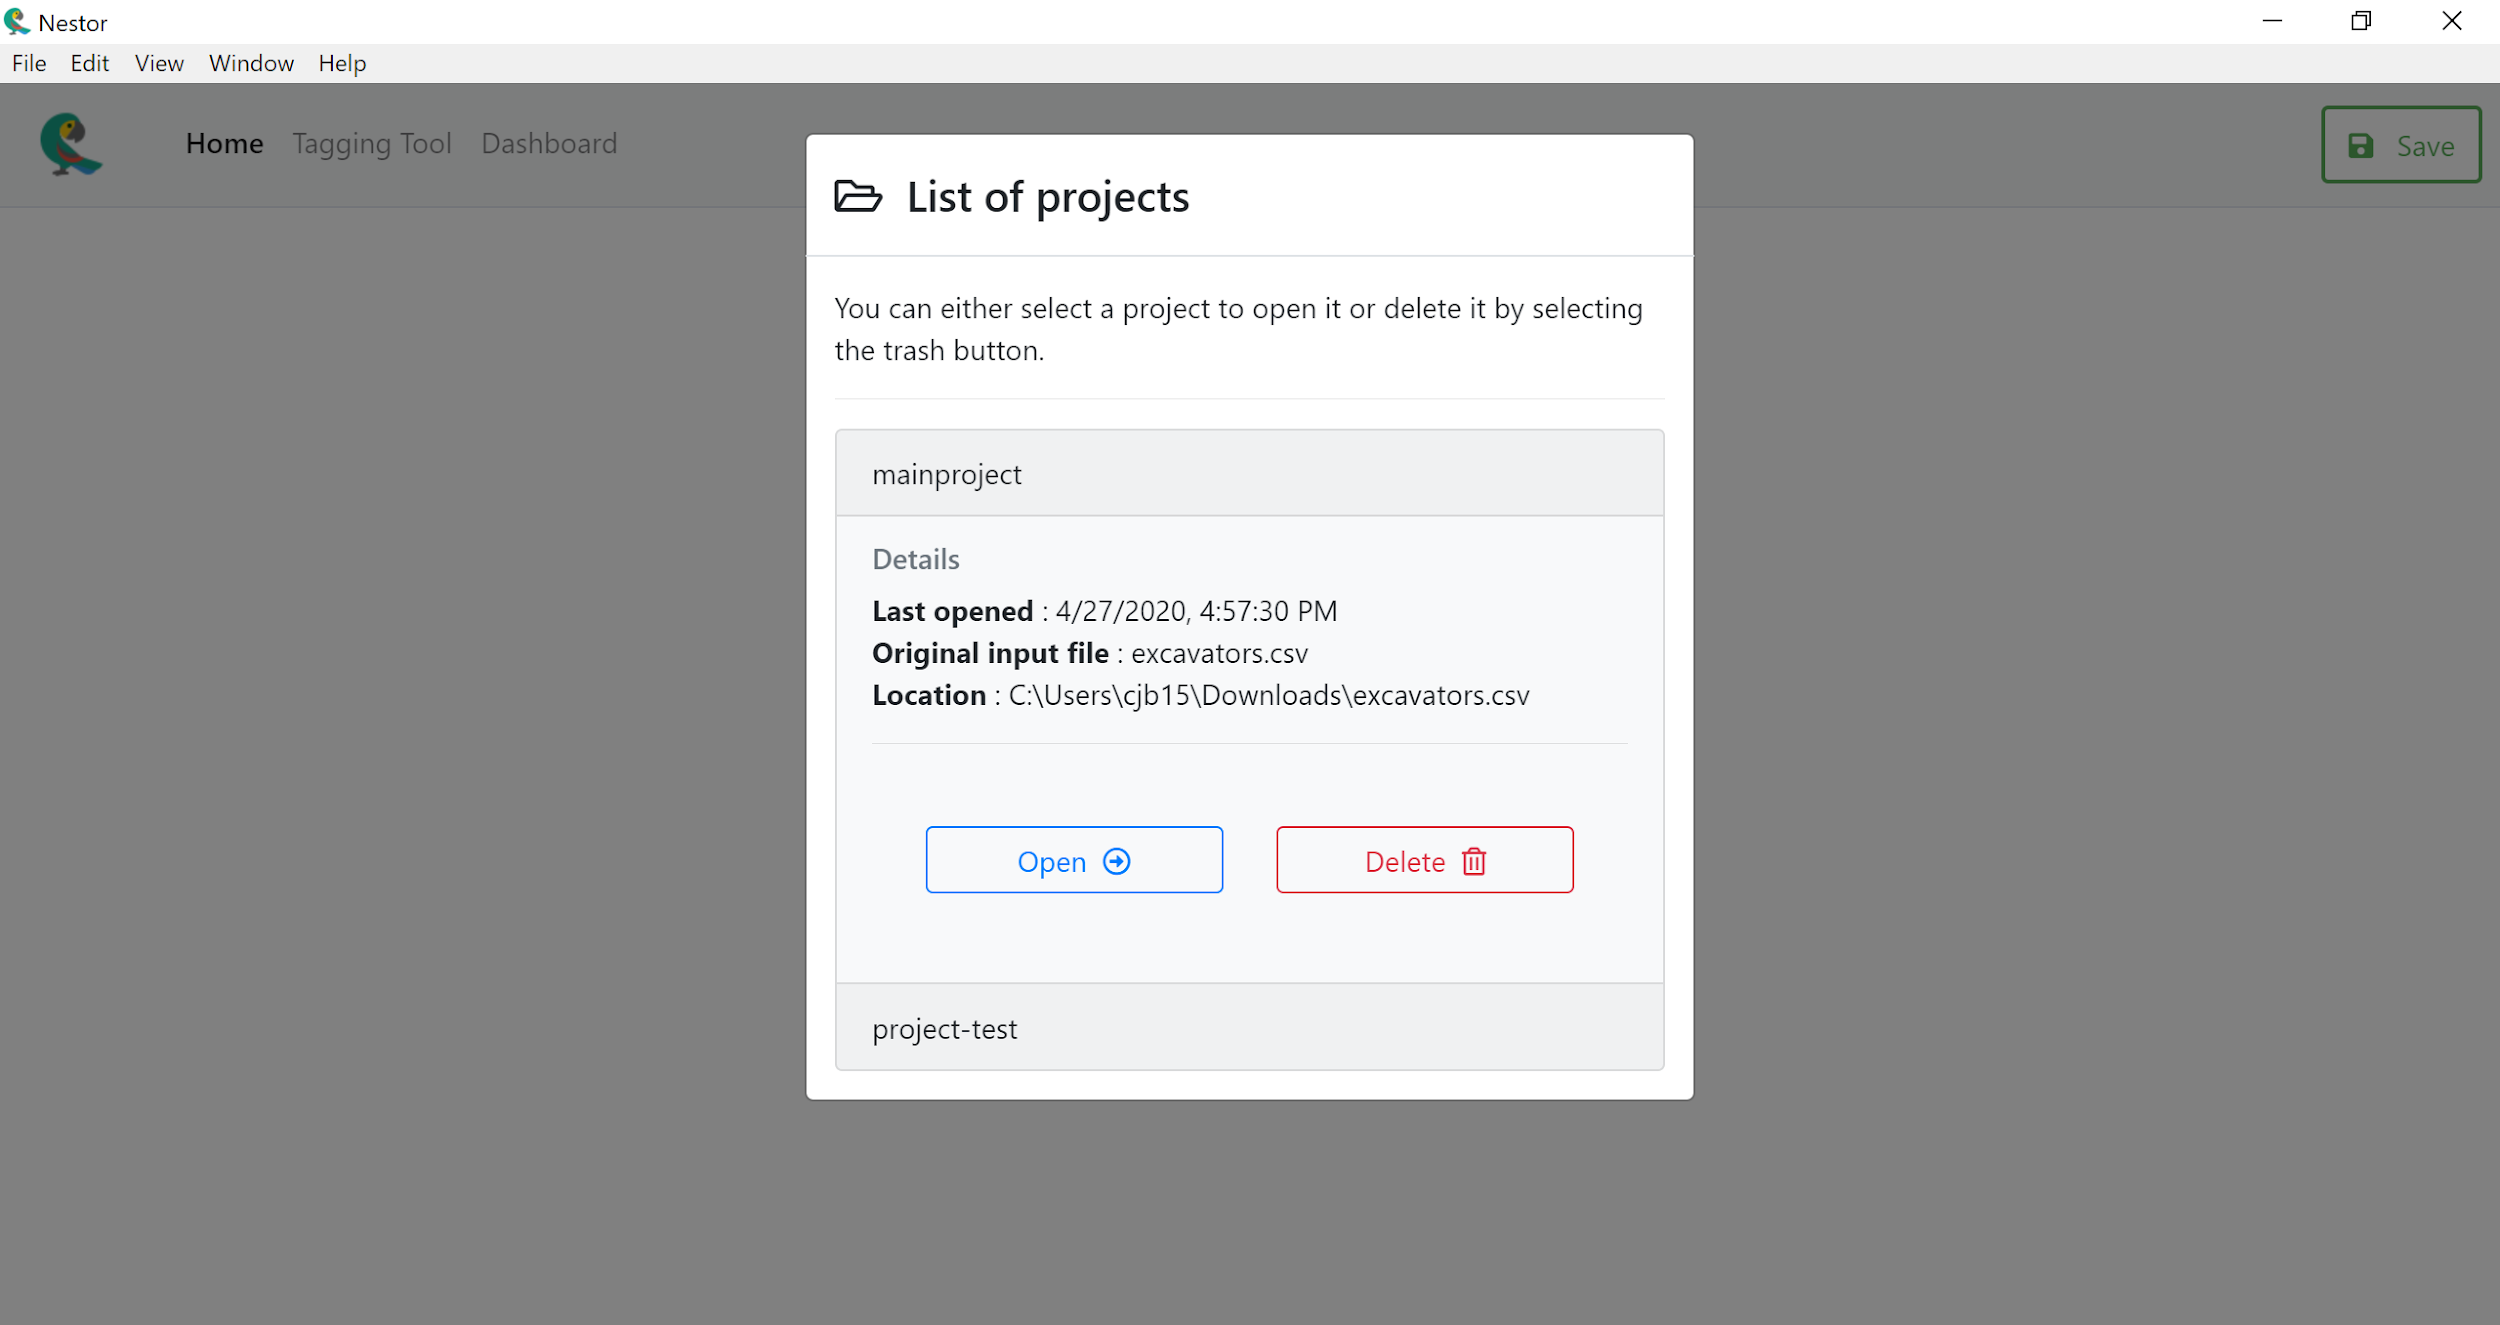 Nestor
File Edit View Window Help
Home Tagging Tool Dashboard Save
List of projects
You can either select a project to open it or delete it by selecting
the trash button.
mainproject
Details
Last opened : 4/27/2020, 4:57:30 PM
Original input file : excavators.csv
Location : C:\Users\cjb15\Downloads\excavators.csv
Open Delete
project-test